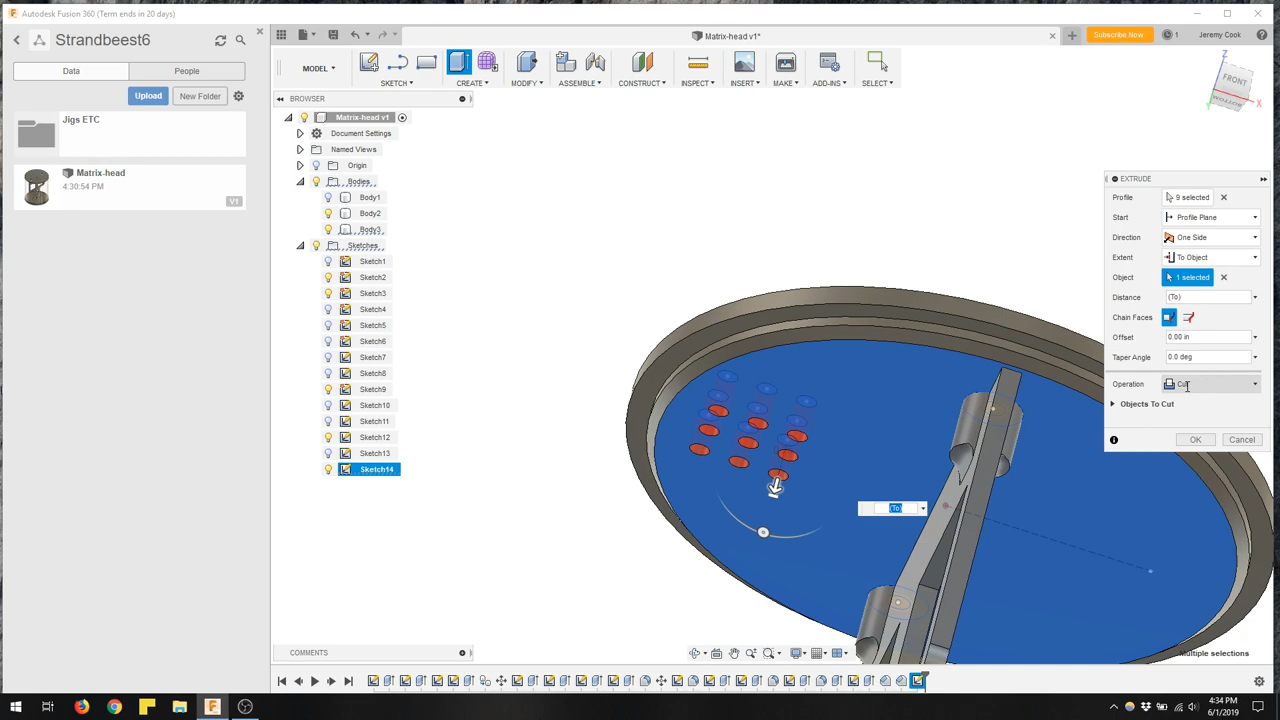 Autodesk Fusion 360 (Term ends in 20 days)
Strandbeest6
Matrix-head v1*
Subscribe Now
1
Jeremy Cook
Data
People
MODEL
SKETCH
CREATE
MODIFY
ASSEMBLE
CONSTRUCT
INSPECT
INSERT
MAKE
ADD-INS
SELECT
Upload
New Folder
BROWSER
Z
FRONT
BOTTOM
Y
X
Jigs ETC
Matrix-head v1
Document Settings
Named Views
Origin
Matrix-head
4:30:54 PM
V1
Bodies
Body1
Body2
Body3
Sketches
Sketch1
Sketch2
Sketch3
Sketch4
Sketch5
Sketch6
Sketch7
Sketch8
Sketch9
Sketch10
Sketch11
Sketch12
Sketch13
Sketch14
EXTRUDE
Profile 9 selected
Start Profile Plane
Direction One Side
Extent To Object
Object 1 selected
Distance (To)
Chain Faces
Offset 0.00 in
Taper Angle 0.0 deg
Operation Cut
Objects To Cut
OK Cancel
(To)
COMMENTS
Multiple selections
4:34 PM
6/1/2019